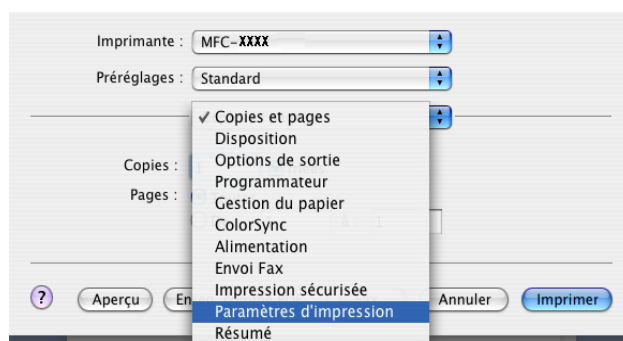 Imprimante : MFC-XXXX
Préréglages : Standard
✓ Copies et pages
Disposition
Options de sortie
Programmateur
Gestion du papier
ColorSync
Alimentation
Envoi Fax
Impression sécurisée
Paramètres d'impression
Résumé
Copies :
Pages :
? Aperçu En Annuler Imprimer